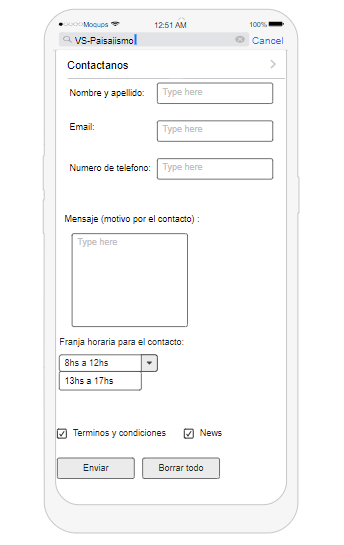 Moqups 12:51 AM 100%
VS-Paisajismo Cancel
Contactanos
Nombre y apellido: Type here
Email: Type here
Numero de telefono: Type here
Mensaje (motivo por el contacto) :
Type here
Franja horaria para el contacto:
8hs a 12hs
13hs a 17hs
Terminos y condiciones News
Enviar Borrar todo